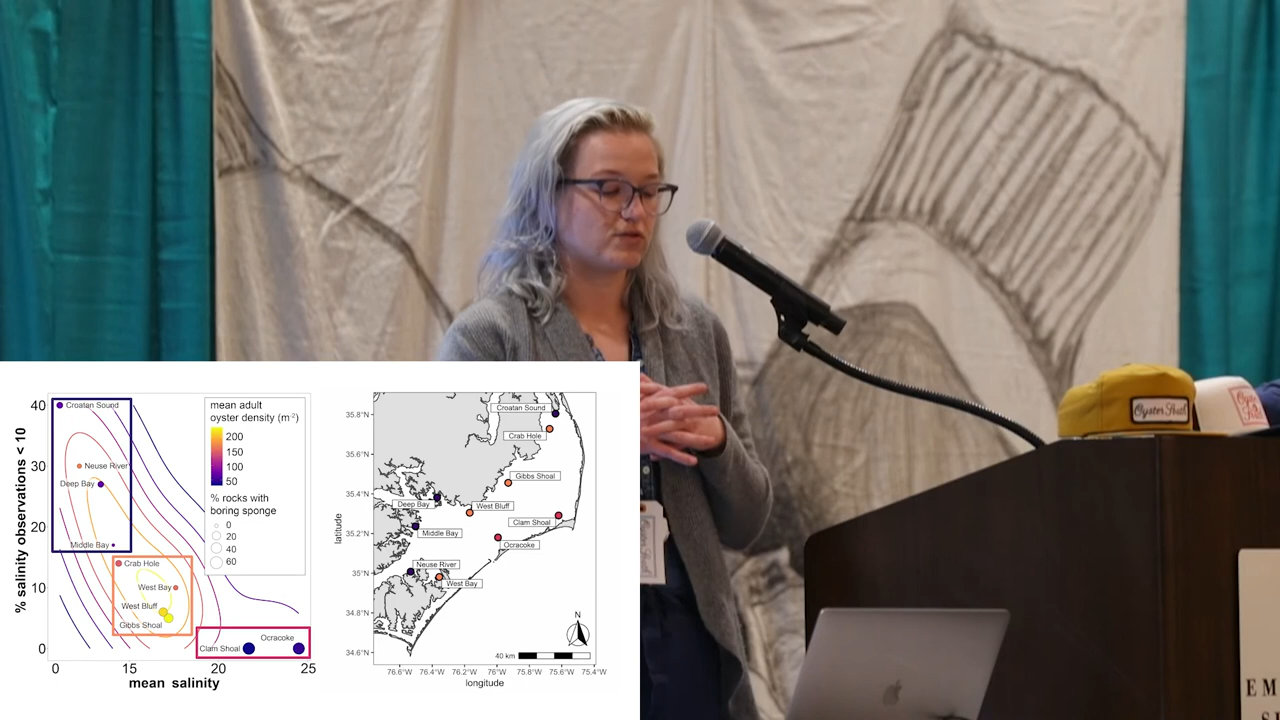 mean adult
oyster density (m⁻²)
200
150
100
50
% rocks with
boring sponge
0
20
40
60
% salinity observations < 10
40
30
20
10
0
Croatan Sound
Neuse River
Deep Bay
Middle Bay
Crab Hole
West Bay
West Bluff
Gibbs Shoal
Ocracoke
Clam Shoal
0
15
20
25
mean salinity
latitude
35.8°N
35.6°N
35.4°N
35.2°N
35°N
34.8°N
34.6°N
Croatan Sound
Crab Hole
Gibbs Shoal
Deep Bay
West Bluff
Clam Shoal
Middle Bay
Ocracoke
Neuse River
West Bay
N
40 km
76.6°W
76.4°W
76.2°W
76°W
75.8°W
75.6°W
75.4°W
longitude
Oyster South
EM